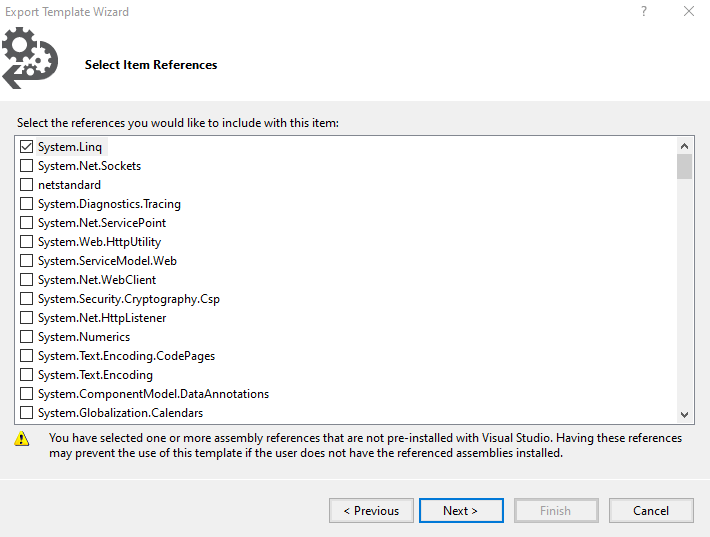 Export Template Wizard
?
Select Item References
Select the references you would like to include with this item:
System.Linq
System.Net.Sockets
netstandard
System.Diagnostics.Tracing
System.Net.ServicePoint
System.Web.HttpUtility
System.ServiceModel.Web
System.Net.WebClient
System.Security.Cryptography.Csp
System.Net.HttpListener
System.Numerics
System.Text.Encoding.CodePages
System.Text.Encoding
System.ComponentModel.DataAnnotations
System.Globalization.Calendars
You have selected one or more assembly references that are not pre-installed with Visual Studio. Having these references
may prevent the use of this template if the user does not have the referenced assemblies installed.
< Previous
Next >
Finish
Cancel